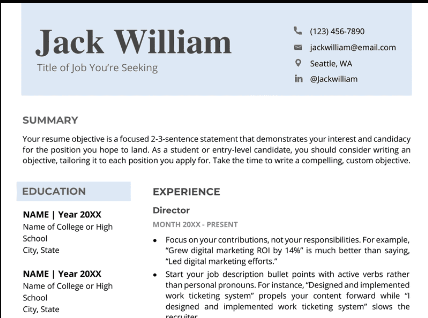 Jack William
Title of Job You're Seeking
(123) 456-7890
jackwilliam@email.com
Seattle, WA
in @Jackwilliam
SUMMARY
Your resume objective is a focused 2-3-sentence statement that demonstrates your interest and candidacy
for the position you hope to land. As a student or entry-level candidate, you should consider writing an
objective, tailoring it to each position you apply for. Take the time to write a compelling, custom objective.
EDUCATION
NAME | Year 20XX
Name of College or High
School
City, State
NAME | Year 20XX
Name of College or High
School
City, State
EXPERIENCE
Director
MONTH 20XX - PRESENT
• Focus on your contributions, not your responsibilities. For example,
“Grew digital marketing ROI by 14%” is much better than saying,
“Led digital marketing efforts.”
• Start your job description bullet points with active verbs rather
than personal pronouns. For instance, “Designed and implemented
work ticketing system” propels your content forward while “I
designed and implemented work ticketing system” slows the
recruiter